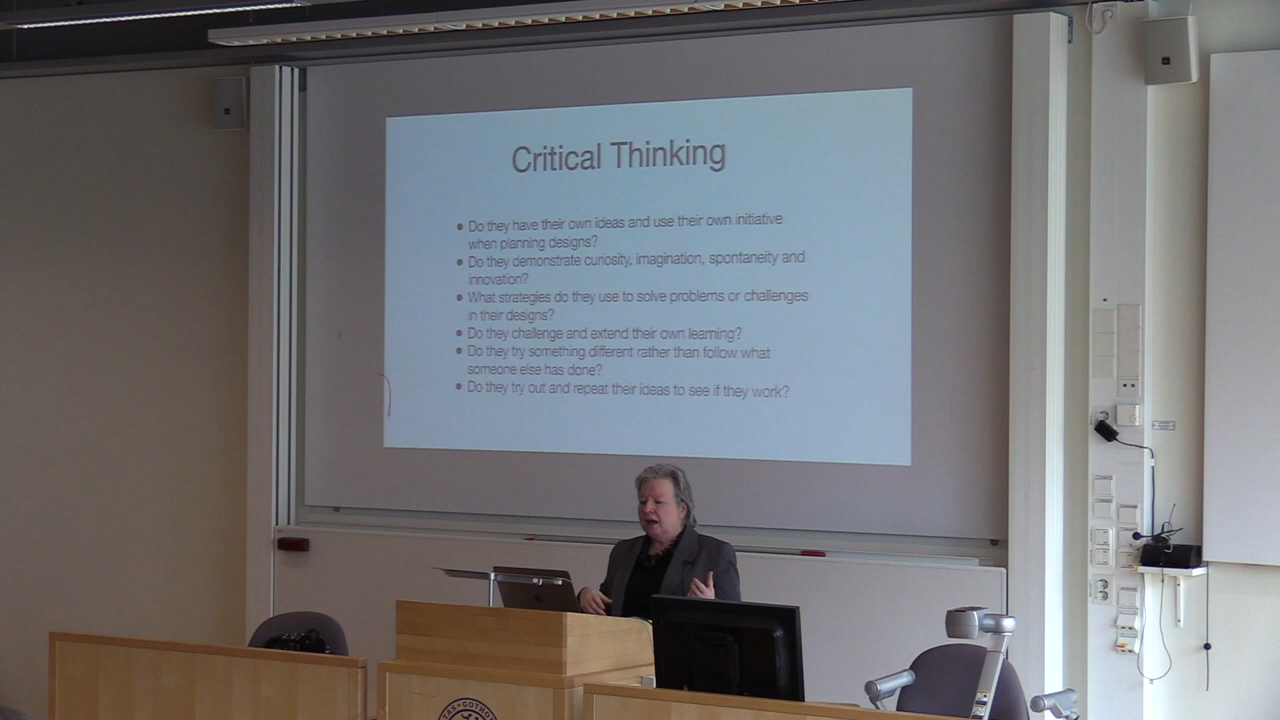 Critical Thinking
• Do they have their own ideas and use their own initiative
when planning designs?
• Do they demonstrate curiosity, imagination, spontaneity and
innovation?
• What strategies do they use to solve problems or challenges
in their designs?
• Do they challenge and extend their own learning?
• Do they try something different rather than follow what
someone else has done?
• Do they try out and repeat their ideas to see if they work?